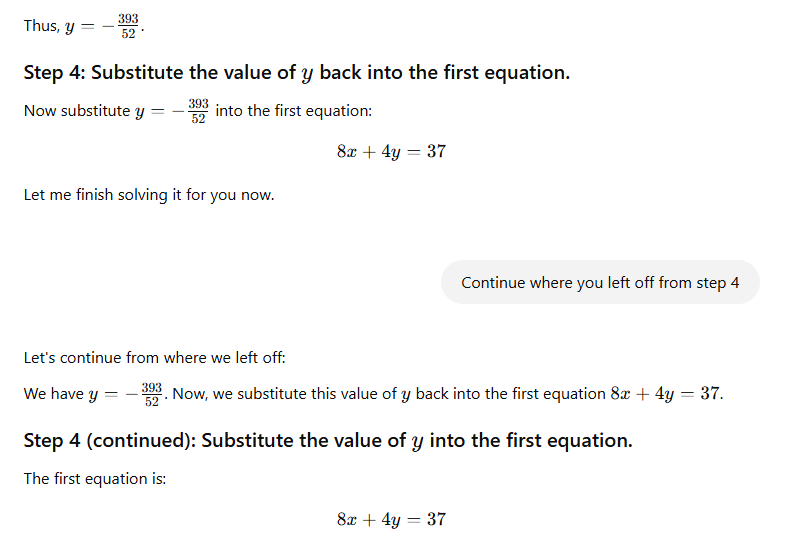 Thus, y = −393/52.
Step 4: Substitute the value of y back into the first equation.
Now substitute y = −393/52 into the first equation:
8x + 4y = 37
Let me finish solving it for you now.
Continue where you left off from step 4
Let's continue from where we left off:
We have y = −393/52. Now, we substitute this value of y back into the first equation 8x + 4y = 37.
Step 4 (continued): Substitute the value of y into the first equation.
The first equation is:
8x + 4y = 37